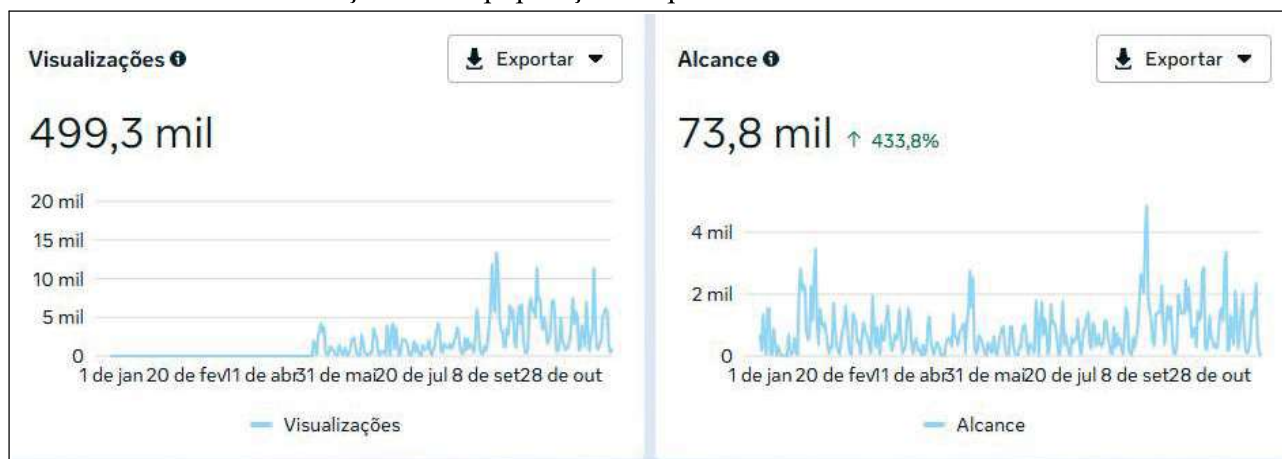 Visualizações
Exportar
499,3 mil
20 mil
15 mil
10 mil
5 mil
0
1 de jan 20 de fev 11 de abr 31 de mai 20 de jul 8 de set 28 de out
Visualizações
Alcance
Exportar
73,8 mil ↑ 433,8%
4 mil
2 mil
0
1 de jan 20 de fev 11 de abr 31 de mai 20 de jul 8 de set 28 de out
Alcance